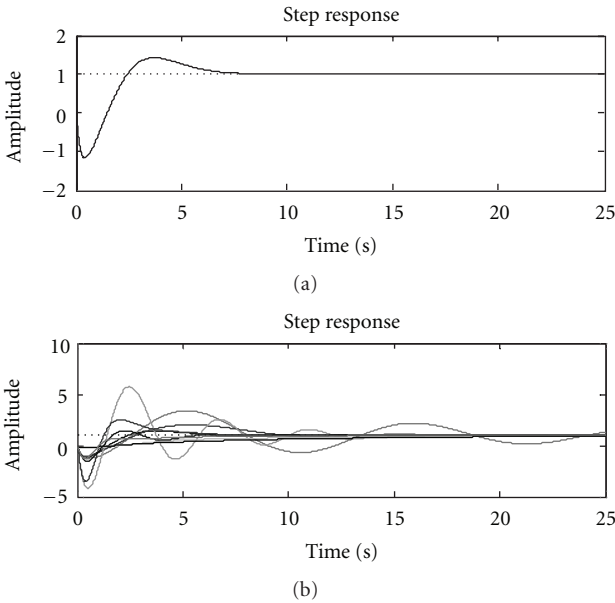 Step response
Amplitude
2
1
0
−1
−2
0 5 10 15 20 25
Time (s)
(a)
Step response
Amplitude
10
5
0
−5
0 5 10 15 20 25
Time (s)
(b)